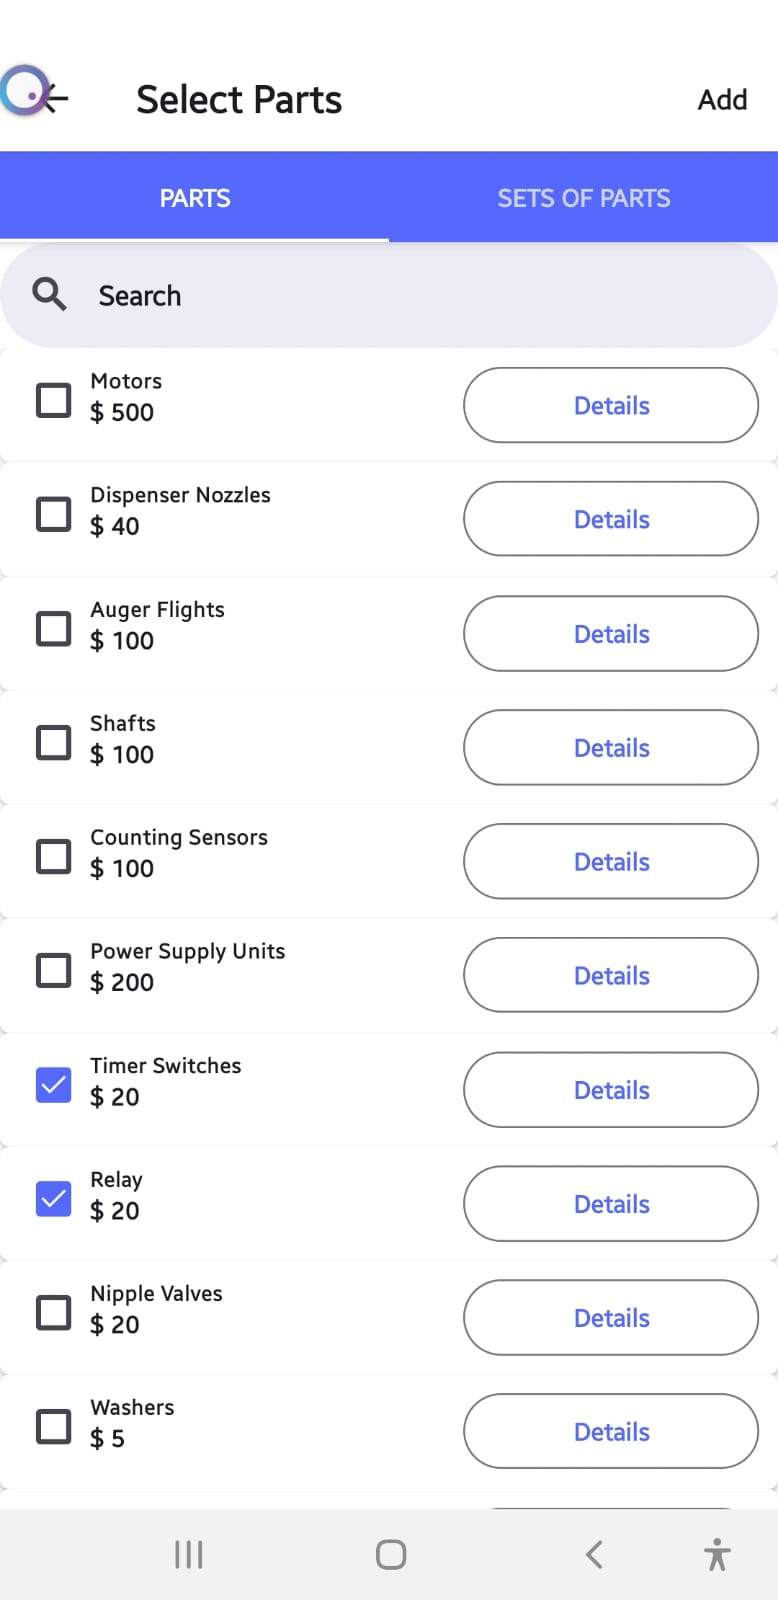 Select Parts
Add
PARTS
SETS OF PARTS
Search
Motors
$ 500
Details
Dispenser Nozzles
$ 40
Details
Auger Flights
$ 100
Details
Shafts
$ 100
Details
Counting Sensors
$ 100
Details
Power Supply Units
$ 200
Details
Timer Switches
$ 20
Details
Relay
$ 20
Details
Nipple Valves
$ 20
Details
Washers
$ 5
Details